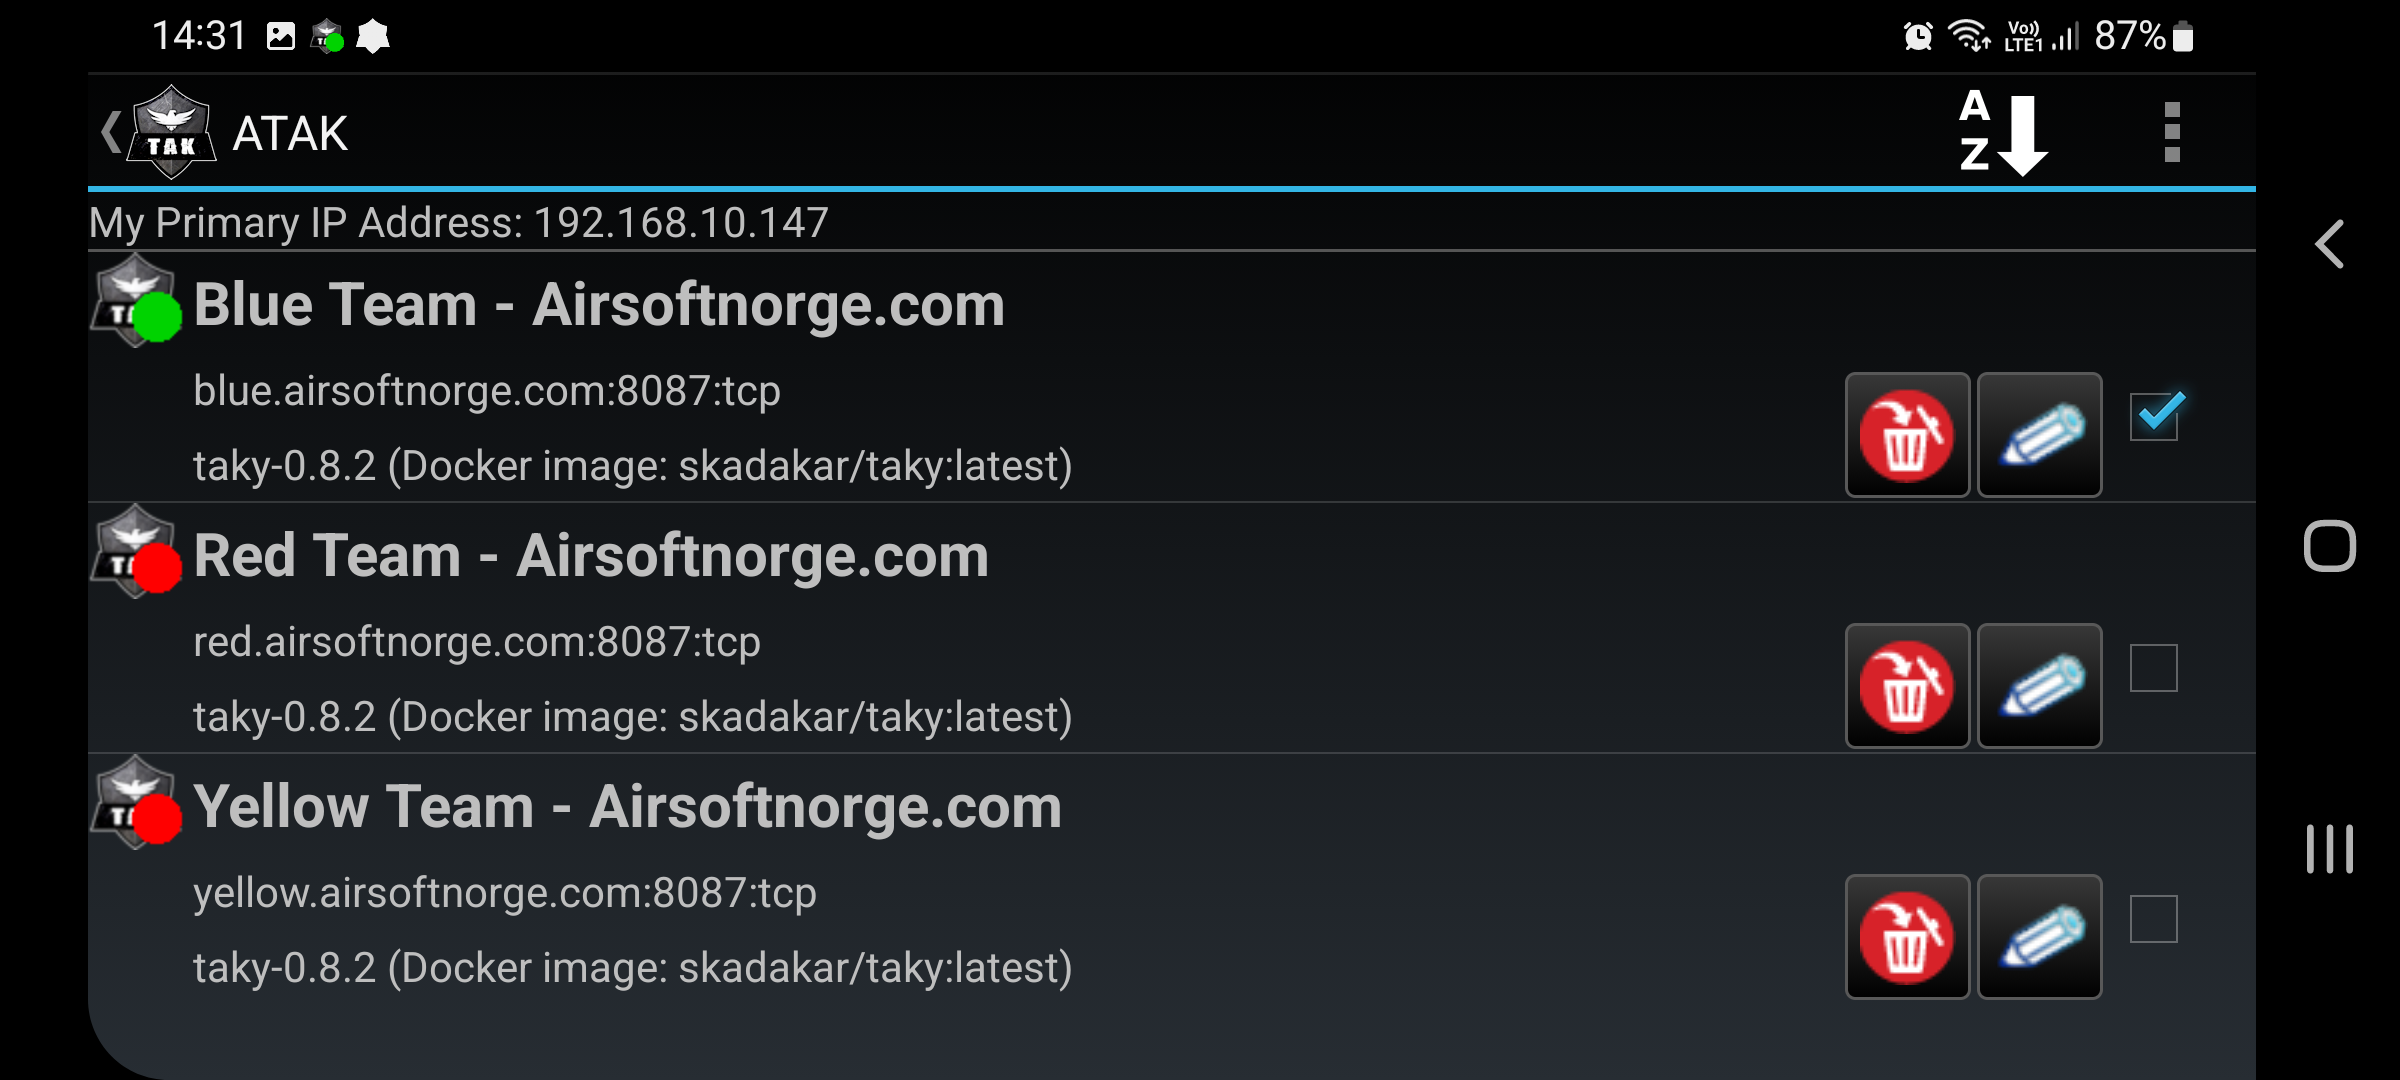 14:31
Vo))
LTE1
87%
TAK
ATAK
A
Z
My Primary IP Address: 192.168.10.147
Blue Team - Airsoftnorge.com
blue.airsoftnorge.com:8087:tcp
taky-0.8.2 (Docker image: skadakar/taky:latest)
Red Team - Airsoftnorge.com
red.airsoftnorge.com:8087:tcp
taky-0.8.2 (Docker image: skadakar/taky:latest)
Yellow Team - Airsoftnorge.com
yellow.airsoftnorge.com:8087:tcp
taky-0.8.2 (Docker image: skadakar/taky:latest)